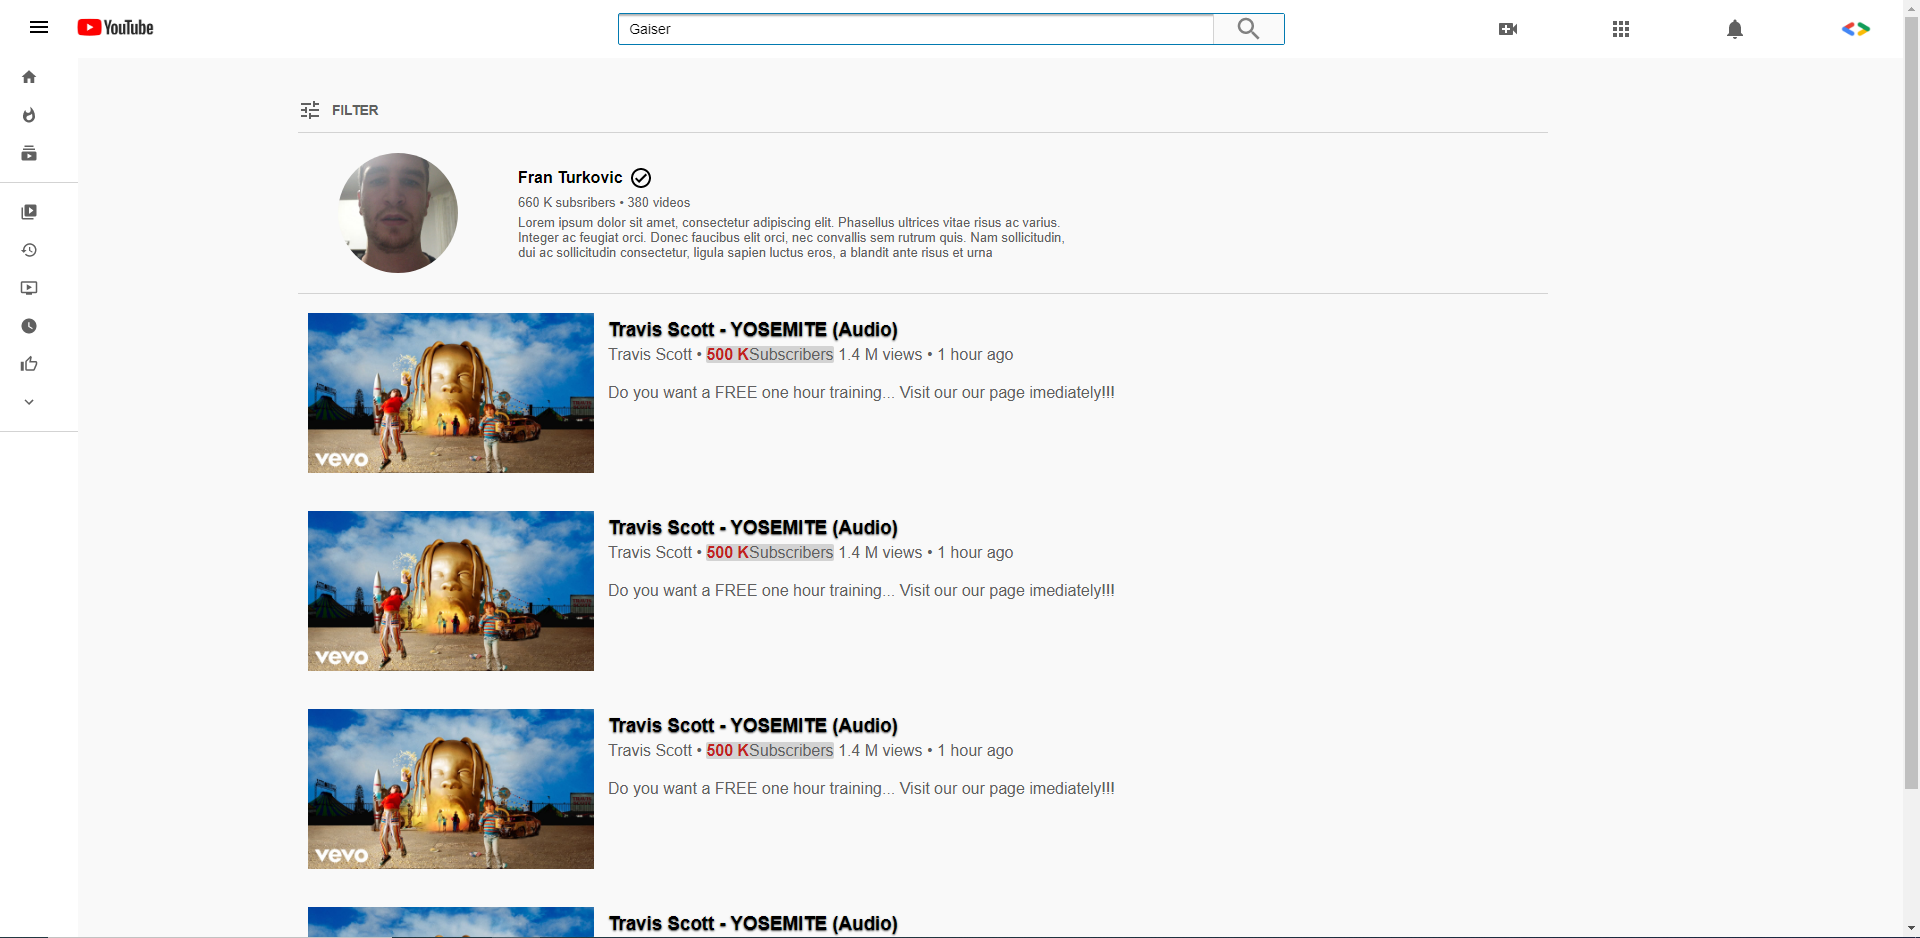 YouTube
Gaiser
FILTER
Fran Turkovic
660 K subsribers • 380 videos
Lorem ipsum dolor sit amet, consectetur adipiscing elit. Phasellus ultrices vitae risus ac varius.
Integer ac feugiat orci. Donec faucibus elit orci, nec convallis sem rutrum quis. Nam sollicitudin,
dui ac sollicitudin consectetur, ligula sapien luctus eros, a blandit ante risus et urna
Travis Scott - YOSEMITE (Audio)
Travis Scott • 500 KSubscribers 1.4 M views • 1 hour ago
Do you want a FREE one hour training... Visit our our page imediately!!!
vevo
Travis Scott - YOSEMITE (Audio)
Travis Scott • 500 KSubscribers 1.4 M views • 1 hour ago
Do you want a FREE one hour training... Visit our our page imediately!!!
vevo
Travis Scott - YOSEMITE (Audio)
Travis Scott • 500 KSubscribers 1.4 M views • 1 hour ago
Do you want a FREE one hour training... Visit our our page imediately!!!
vevo
Travis Scott - YOSEMITE (Audio)